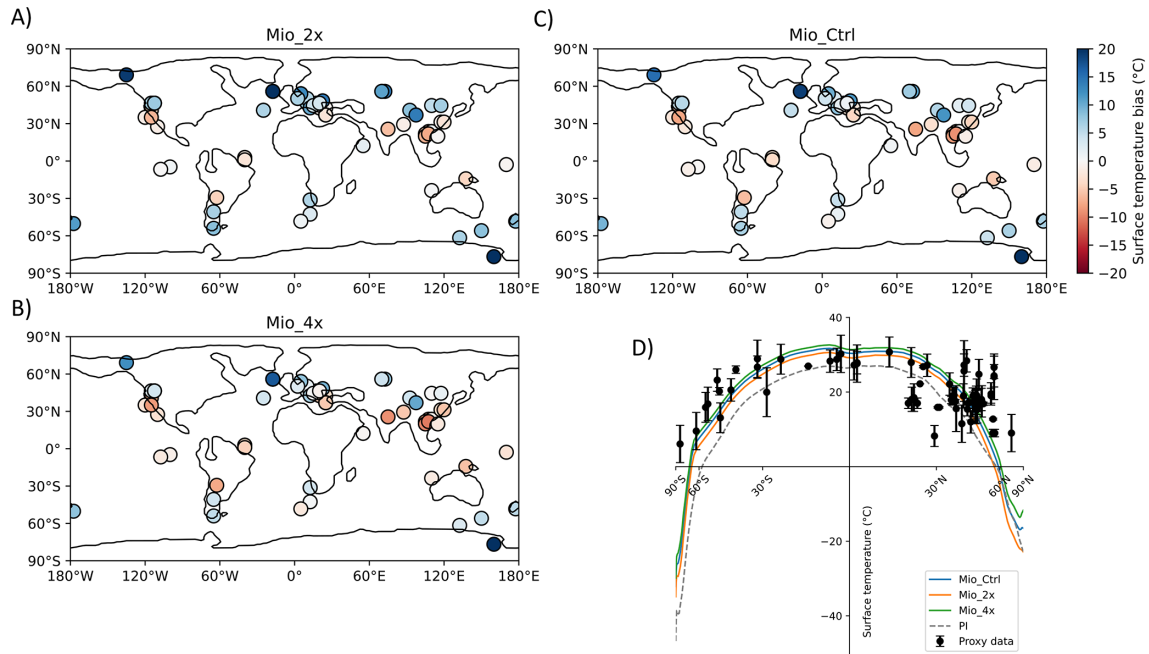 A)
Mio_2x
90°N
60°N
30°N
0°
30°S
60°S
90°S
180°W 120°W 60°W 0° 60°E 120°E 180°E
C)
Mio_Ctrl
90°N
60°N
30°N
0°
30°S
60°S
90°S
180°W 120°W 60°W 0° 60°E 120°E 180°E
20
15
10
5
0
−5
−10
−15
−20
Surface temperature bias (°C)
B)
Mio_4x
90°N
60°N
30°N
0°
30°S
60°S
90°S
180°W 120°W 60°W 0° 60°E 120°E 180°E
D)
40
20
−20
−40
90°S 60°S 30°S 30°N 60°N 90°N
Surface temperature (°C)
Mio_Ctrl
Mio_2x
Mio_4x
PI
Proxy data